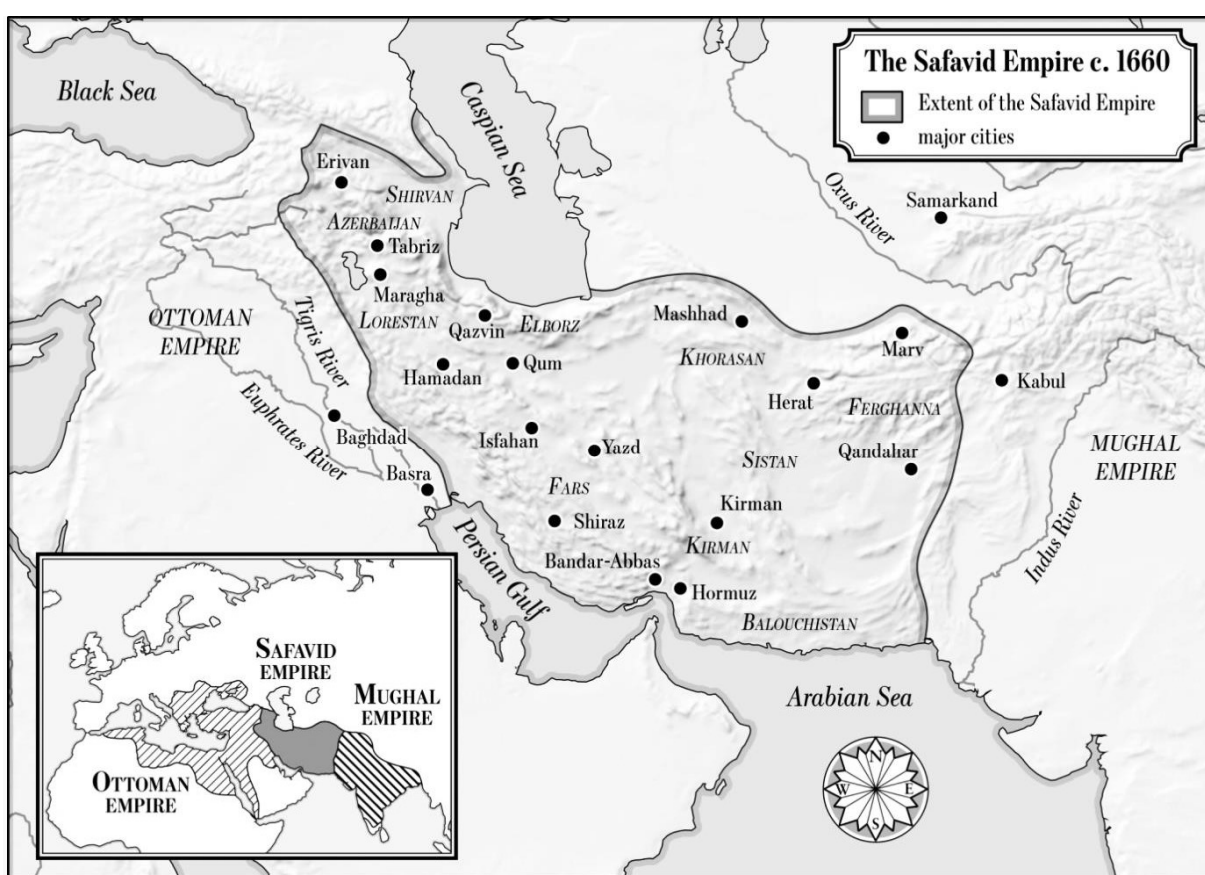 The Safavid Empire c. 1660
Extent of the Safavid Empire
major cities
Black Sea
Caspian Sea
Oxus River
Samarkand
Erivan
SHIRVAN
AZERBAIJAN
Tabriz
Maragha
LORESTAN
Qazvin
ELBORZ
Mashhad
KHORASAN
Marv
OTTOMAN
EMPIRE
Tigris River
Euphrates River
Hamadan
Qum
Herat
FERGHANNA
Kabul
Baghdad
Isfahan
Yazd
SISTAN
Qandahar
MUGHAL
EMPIRE
Basra
FARS
Shiraz
Kirman
KIRMAN
Indus River
Persian Gulf
Bandar-Abbas
Hormuz
BALOUCHISTAN
Arabian Sea
SAFAVID
EMPIRE
MUGHAL
EMPIRE
OTTOMAN
EMPIRE
N
W
E
S